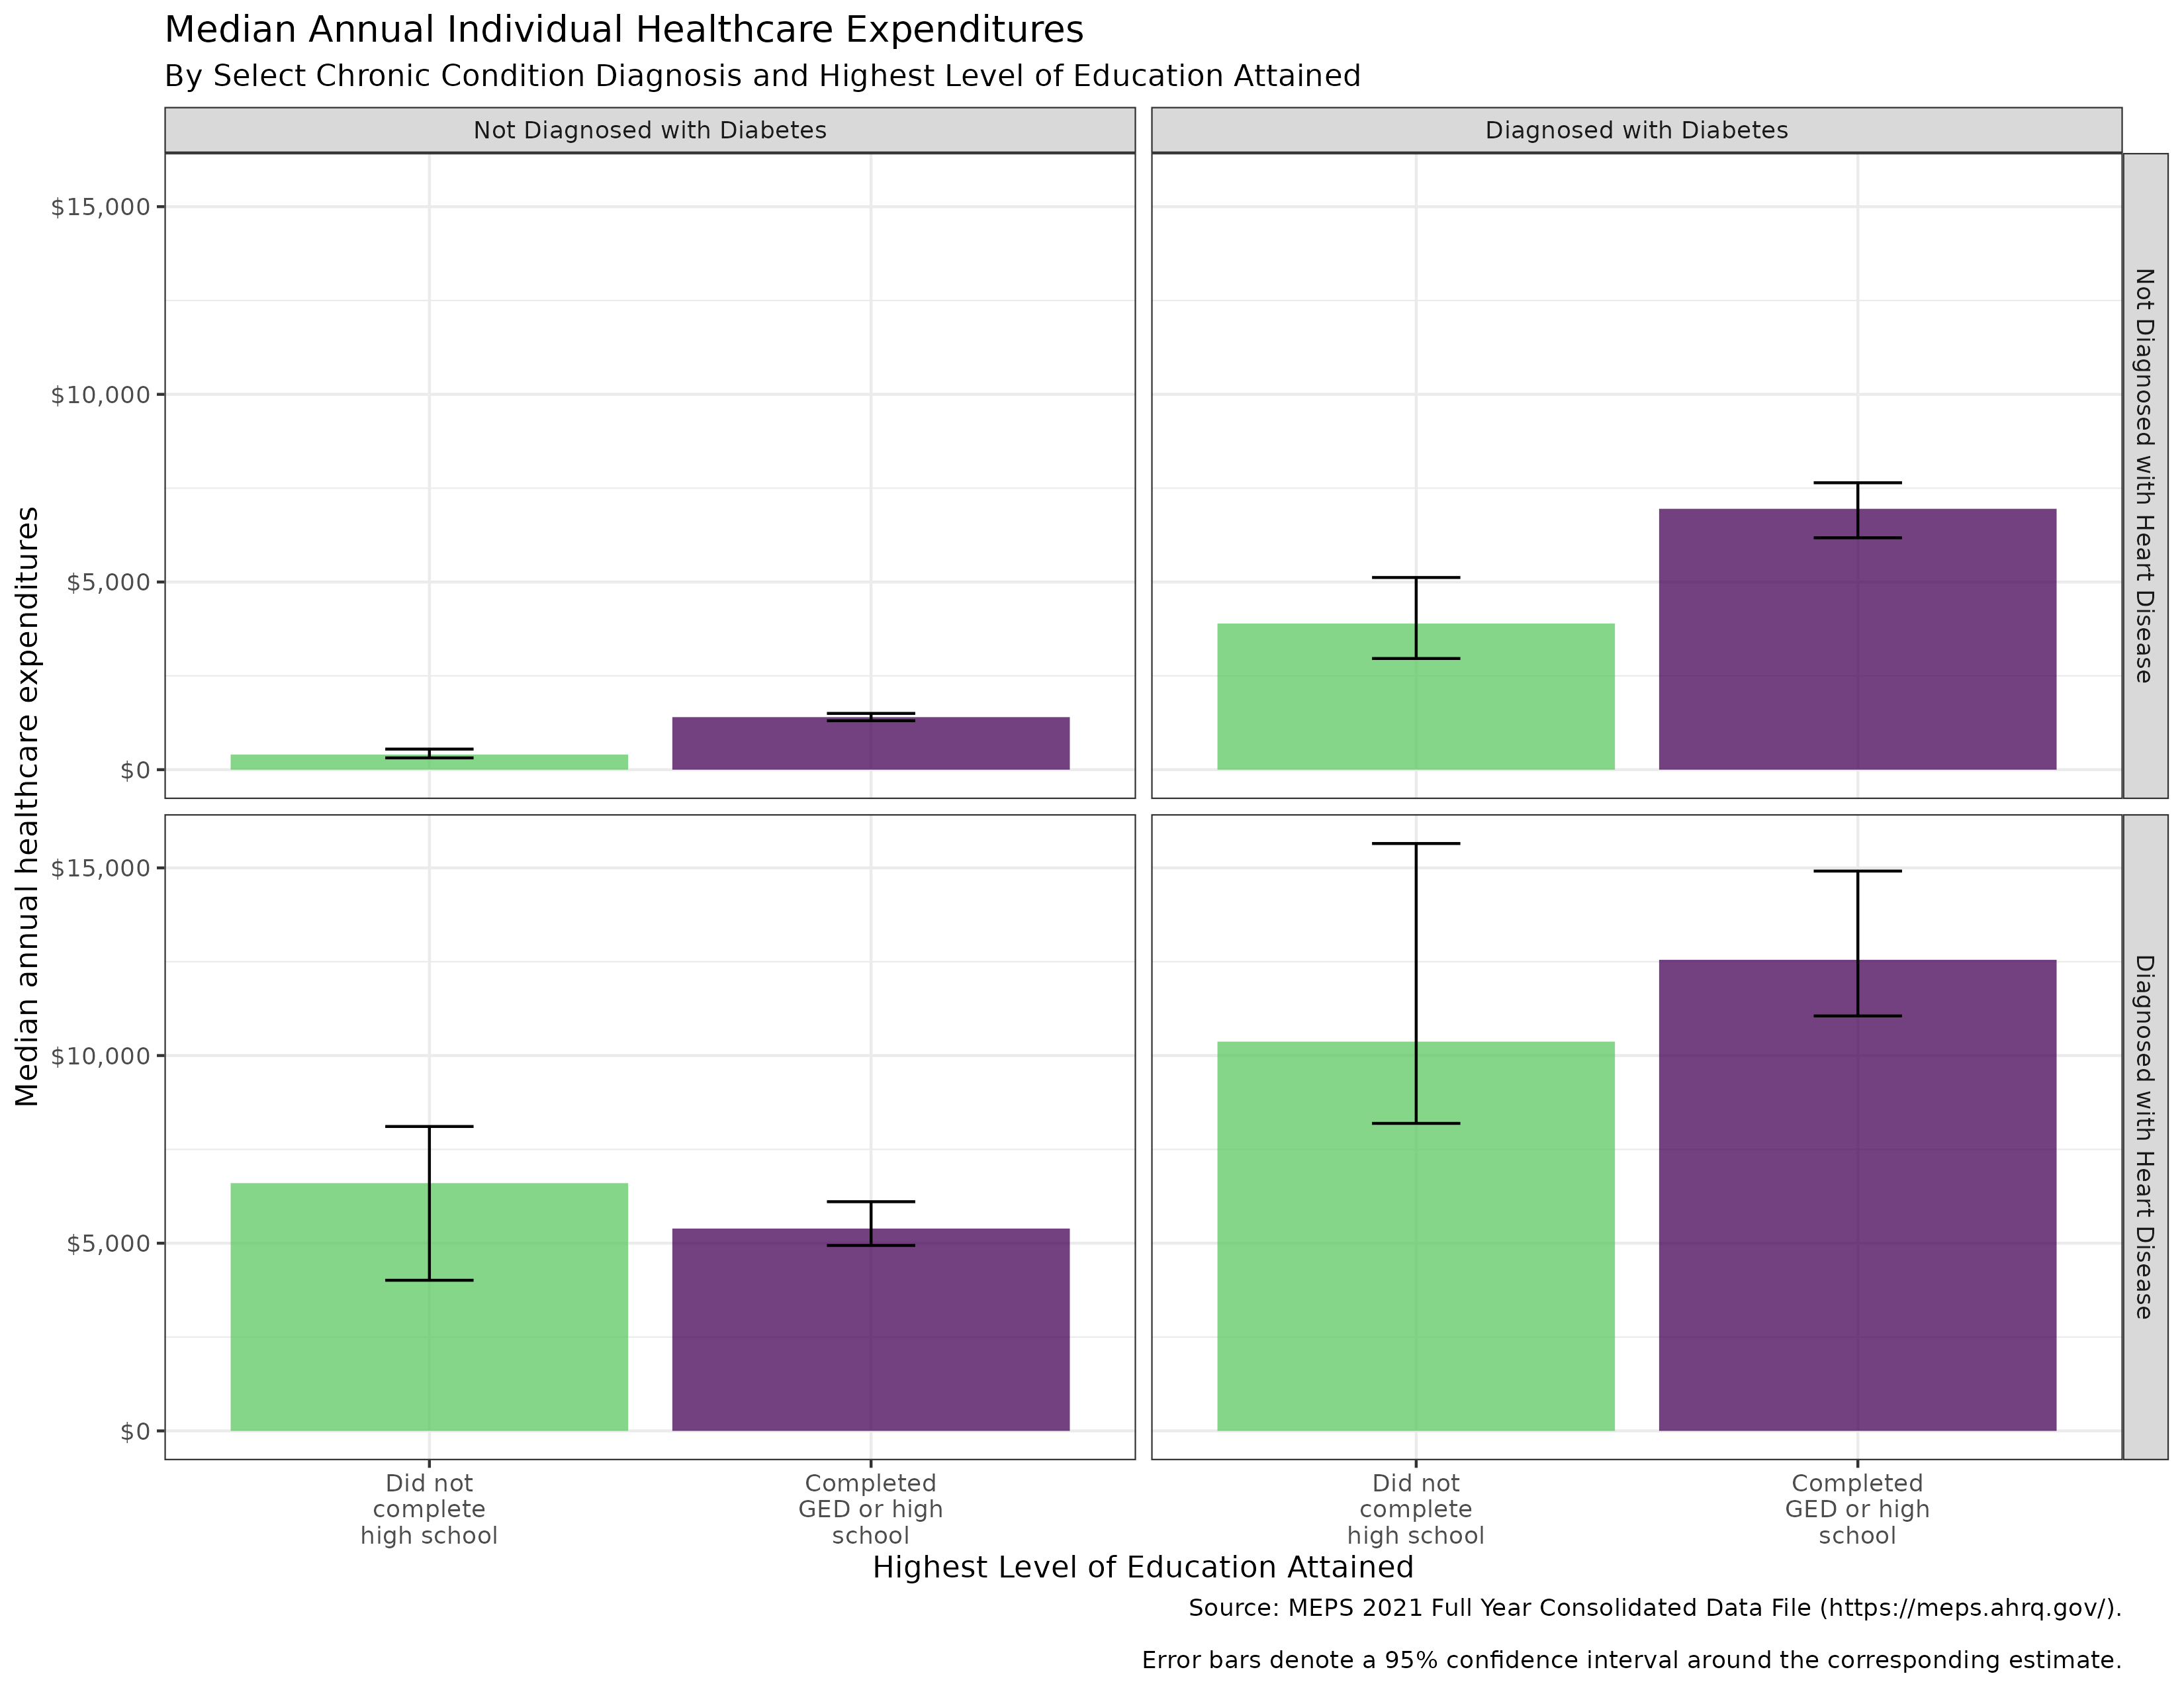 Median Annual Individual Healthcare Expenditures
By Select Chronic Condition Diagnosis and Highest Level of Education Attained
Not Diagnosed with Diabetes
Diagnosed with Diabetes
Median annual healthcare expenditures
$15,000
$10,000
$5,000
$0
Not Diagnosed with Heart Disease
$15,000
$10,000
$5,000
$0
Diagnosed with Heart Disease
Did not
complete
high school
Completed
GED or high
school
Did not
complete
high school
Completed
GED or high
school
Highest Level of Education Attained
Source: MEPS 2021 Full Year Consolidated Data File (https://meps.ahrq.gov/).
Error bars denote a 95% confidence interval around the corresponding estimate.